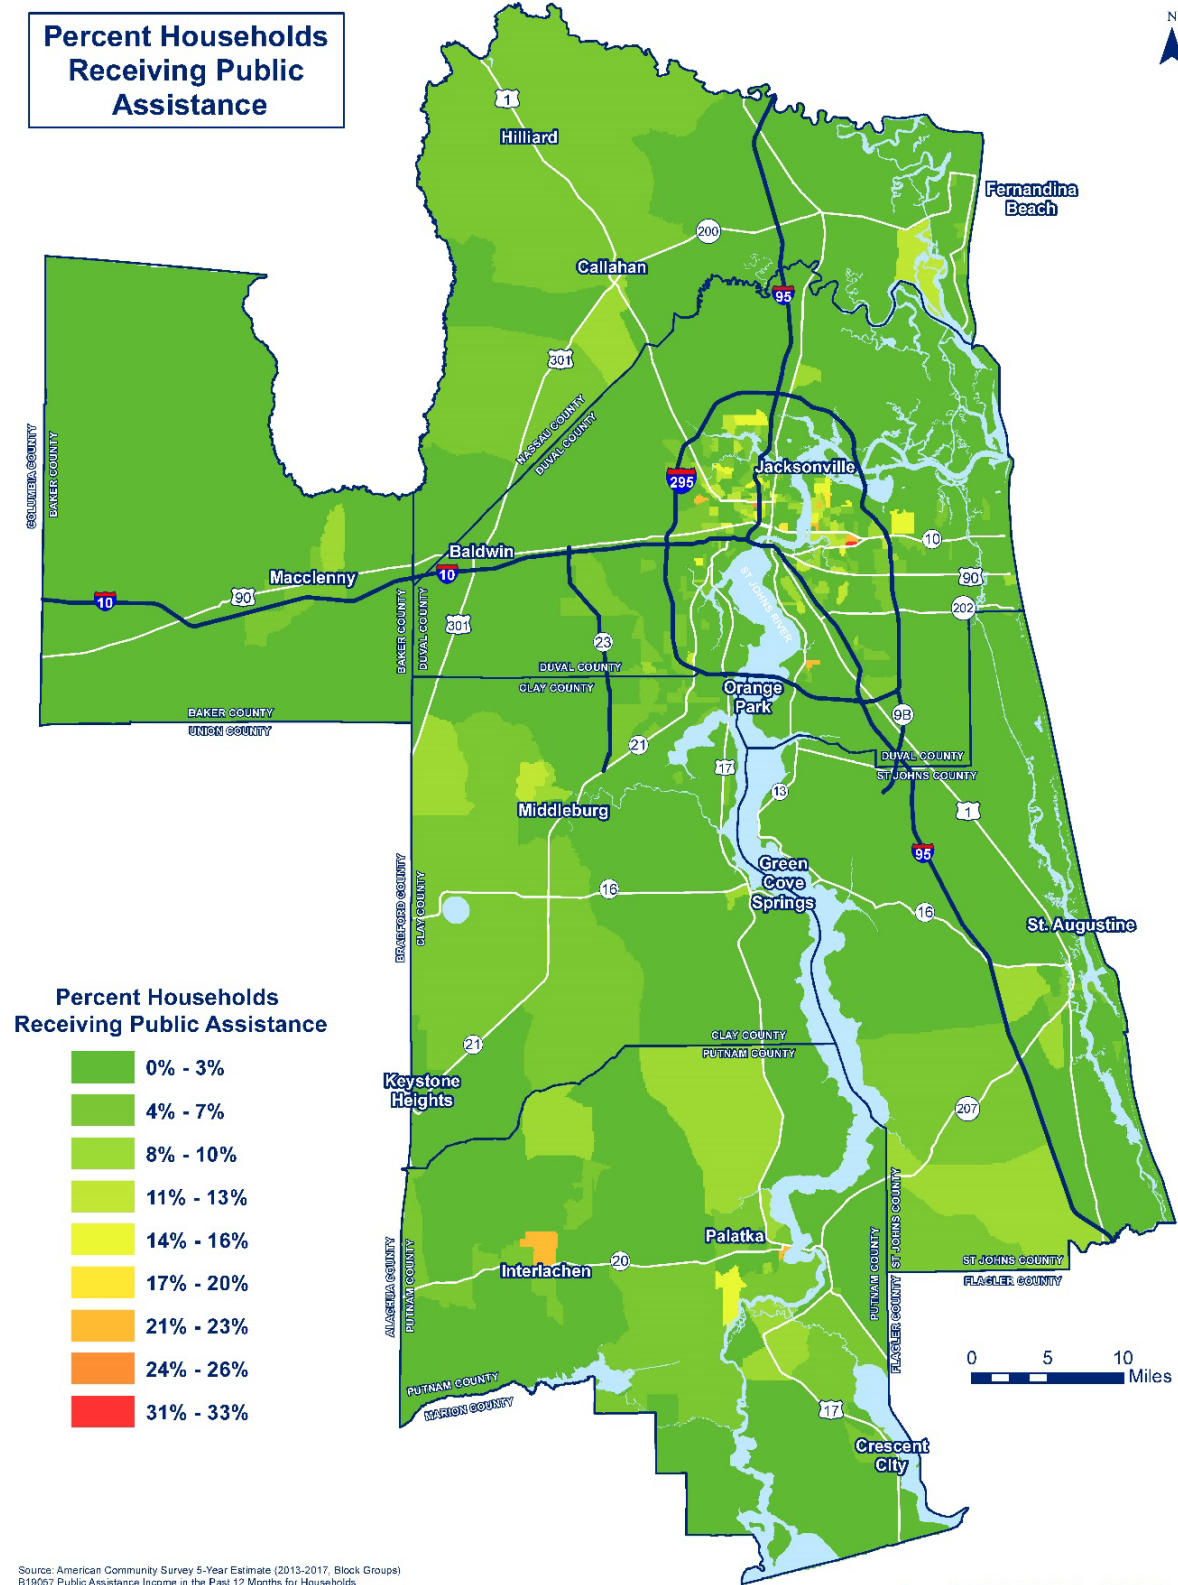 Percent Households
Receiving Public
Assistance
N
1
Hilliard
Fernandina
Beach
200
Callahan
95
301
NASSAU COUNTY
DUVAL COUNTY
COLUMBIA COUNTY
BAKER COUNTY
Jacksonville
295
10
Baldwin
10
Macclenny
90
10
90
301
BAKER COUNTY
DUVAL COUNTY
ST JOHNS RIVER
202
23
DUVAL COUNTY
CLAY COUNTY
Orange
Park
BAKER COUNTY
UNION COUNTY
9B
21
DUVAL COUNTY
ST JOHNS COUNTY
17
13
Middleburg
1
95
Green
Cove
Springs
16
16
BRADFORD COUNTY
CLAY COUNTY
St. Augustine
Percent Households
Receiving Public Assistance
0% - 3%
4% - 7%
8% - 10%
11% - 13%
14% - 16%
17% - 20%
21% - 23%
24% - 26%
31% - 33%
21
CLAY COUNTY
PUTNAM COUNTY
Keystone
Heights
207
PUTNAM COUNTY
ST JOHNS COUNTY
Palatka
20
Interlachen
ALACHUA COUNTY
PUTNAM COUNTY
ST JOHNS COUNTY
FLAGLER COUNTY
PUTNAM COUNTY
FLAGLER COUNTY
0 5 10
Miles
PUTNAM COUNTY
MARION COUNTY
17
Crescent
City
Source: American Community Survey 5-Year Estimate (2013-2017, Block Groups)
B19057 Public Assistance Income in the Past 12 Months for Households